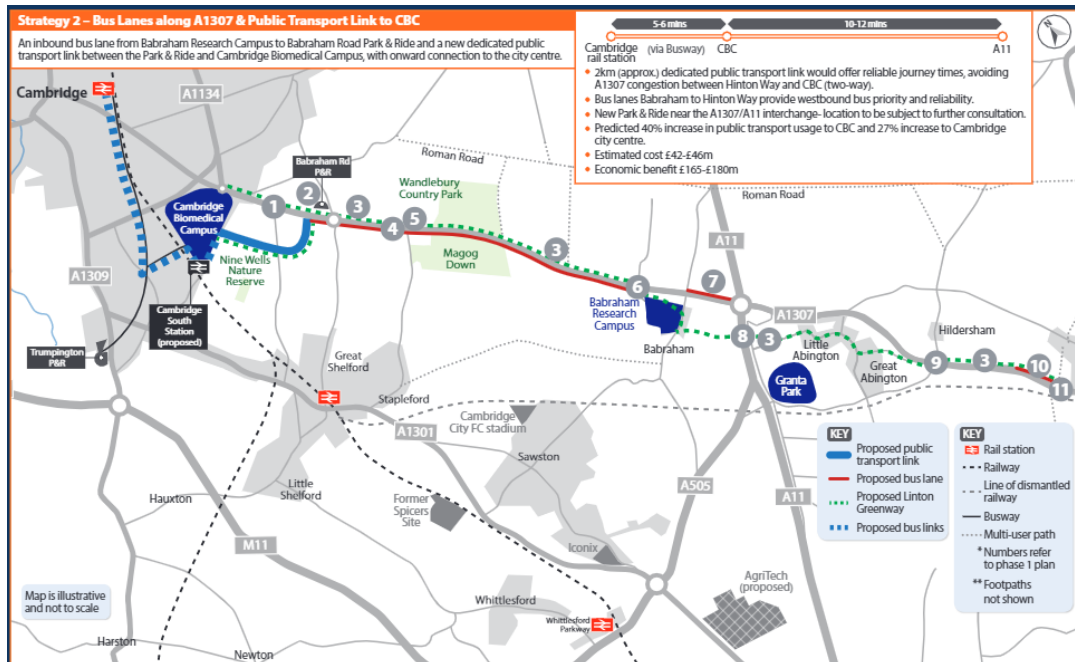 Strategy 2 – Bus Lanes along A1307 & Public Transport Link to CBC
An inbound bus lane from Babraham Research Campus to Babraham Road Park & Ride and a new dedicated public
transport link between the Park & Ride and Cambridge Biomedical Campus, with onward connection to the city centre.
5-6 mins
10-12 mins
Cambridge
rail station
(via Busway)
CBC
A11
• 2km (approx.) dedicated public transport link would offer reliable journey times, avoiding
A1307 congestion between Hinton Way and CBC (two-way).
• Bus lanes Babraham to Hinton Way provide westbound bus priority and reliability.
• New Park & Ride near the A1307/A11 interchange- location to be subject to further consultation.
• Predicted 40% increase in public transport usage to CBC and 27% increase to Cambridge
city centre.
• Estimated cost £42-£46m
• Economic benefit £165-£180m
N
Cambridge
A1134
Babraham Rd
P&R
Roman Road
Wandlebury
Country Park
Roman Road
Cambridge
Biomedical
Campus
1
2
3
4
5
3
6
7
A11
A1309
Nine Wells
Nature
Reserve
Magog
Down
Cambridge
South
Station
(proposed)
Babraham
Research
Campus
Babraham
A1307
8
3
Little
Abington
Great
Abington
Hildersham
9
3
10
11
Trumpington
P&R
Great
Shelford
Stapleford
Granta
Park
A1301
Cambridge
City FC stadium
Sawston
Little
Shelford
Hauxton
Former
Spicers
Site
A505
A11
M11
Iconix
AgriTech
(proposed)
Whittlesford
Whittlesford
Parkway
Harston
Newton
Map is illustrative
and not to scale
KEY
Proposed public
transport link
Proposed bus lane
Proposed Linton
Greenway
Proposed bus links
KEY
Rail station
Railway
Line of dismantled
railway
Busway
Multi-user path
* Numbers refer
to phase 1 plan
** Footpaths
not shown